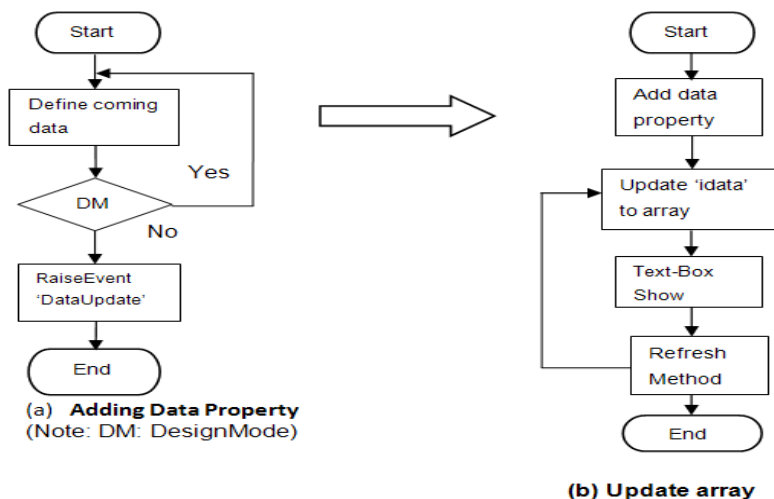 Start
Define coming
data
Yes
DM
No
RaiseEvent
‘DataUpdate’
End
(a) Adding Data Property
(Note: DM: DesignMode)
Start
Add data
property
Update ‘idata’
to array
Text-Box
Show
Refresh
Method
End
(b) Update array